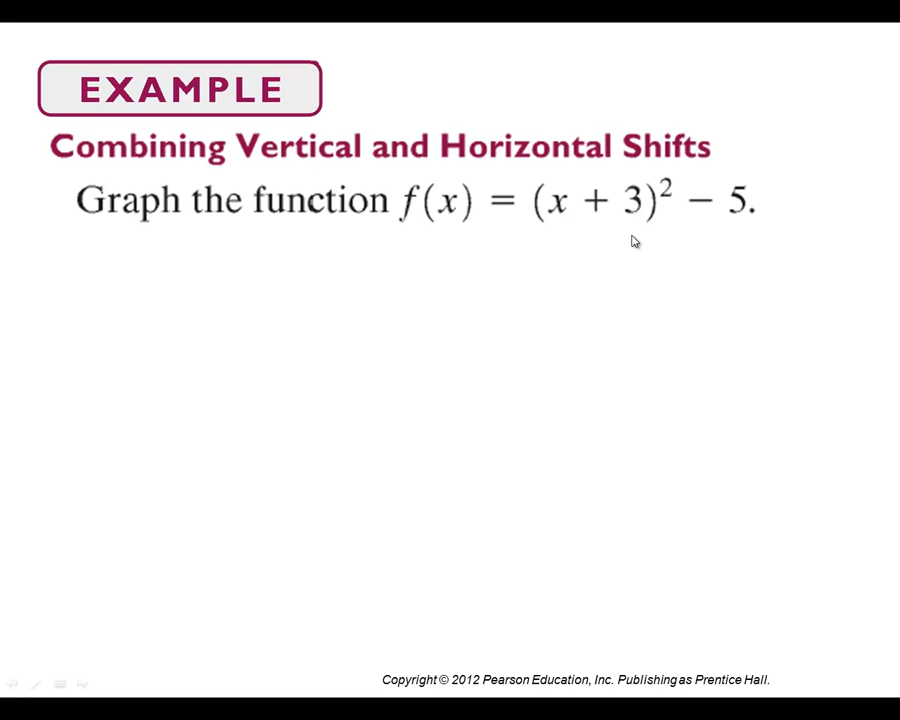 EXAMPLE
Combining Vertical and Horizontal Shifts
Graph the function f(x) = (x + 3)² − 5.
Copyright © 2012 Pearson Education, Inc. Publishing as Prentice Hall.